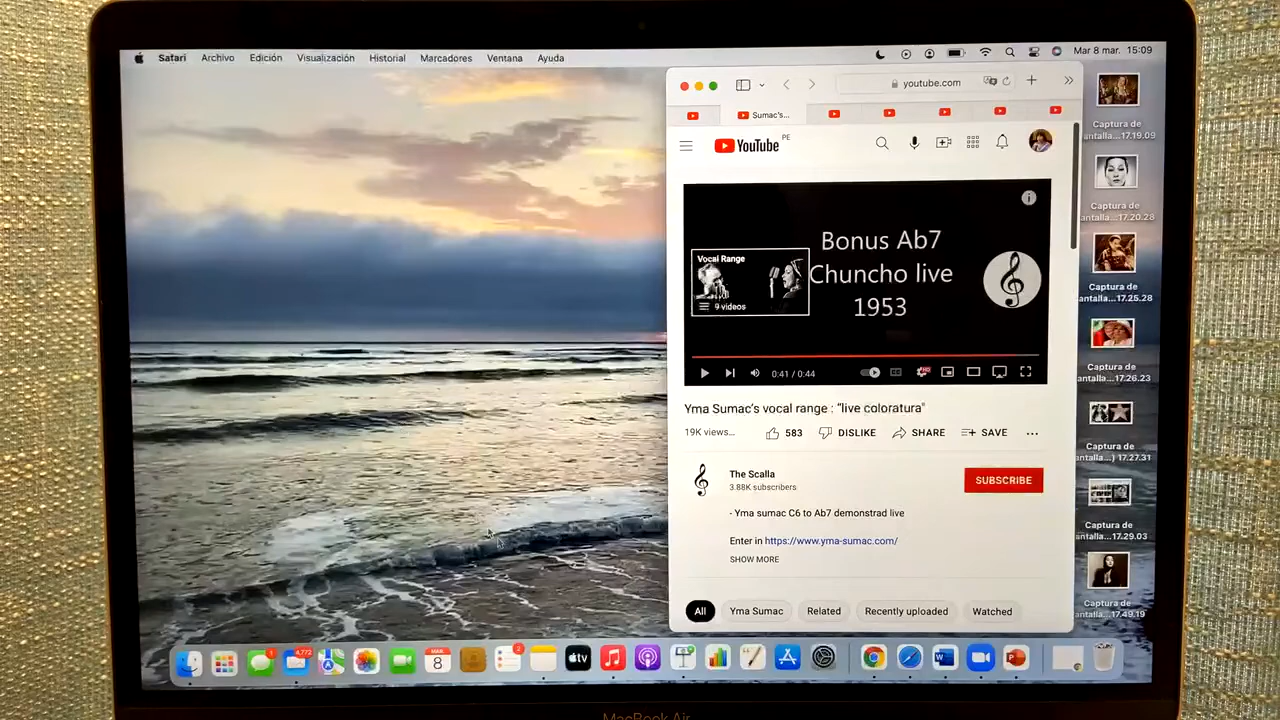 Safari Archivo Edición Visualización Historial Marcadores Ventana Ayuda Mar 8 mar. 15:09
youtube.com
Sumac's...
YouTube PE
Bonus Ab7
Chuncho live
1953
Vocal Range
9 videos
0:41 / 0:44
Yma Sumac's vocal range : "live coloratura"
19K views... 583 DISLIKE SHARE SAVE ...
The Scalla
3.88K subscribers
SUBSCRIBE
- Yma sumac C6 to Ab7 demonstrad live
Enter in https://www.yma-sumac.com/
SHOW MORE
All Yma Sumac Related Recently uploaded Watched
Captura de
antalla...17.19.09
Captura de
antalla...17.20.28
Captura de
antalla...17.25.28
Captura de
antalla...17.26.23
Captura de
antalla...) 17.27.31
Captura de
antalla...17.29.03
Captura de
antalla...17.49.19
1
4,772
MAR.
8
2
tv
MacBook Air